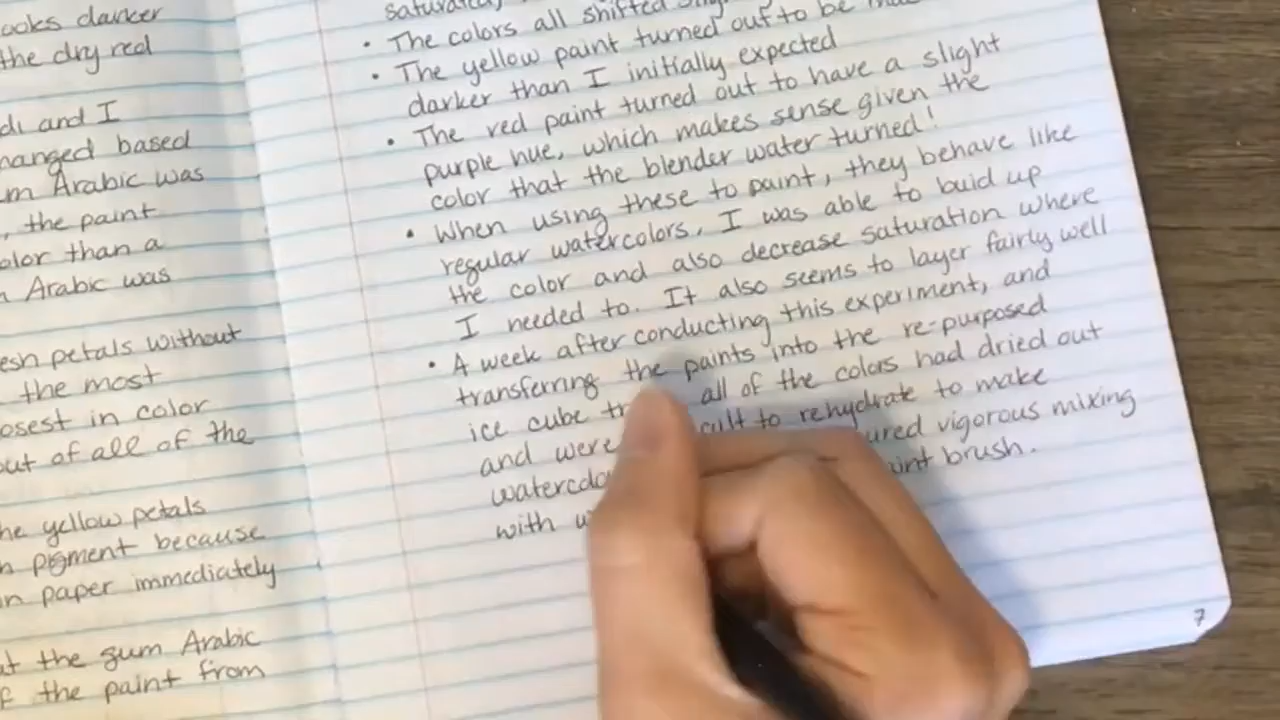 ooks darker
the dry red
di and I
hanged based
m Arabic was
, the paint
olor than a
Arabic was
esh petals without
the most
osest in color
out of all of the
he yellow petals
pigment because
n paper immediately
the gum Arabic
the paint from
• The colors all shifted
• The yellow paint turned out to be
darker than I initially expected
• The red paint turned out to have a slight
purple hue, which makes sense given the
color that the blender water turned!
• When using these to paint, they behave like
regular watercolors. I was able to buid up
the color and also decrease saturation where
I needed to. It also seems to layer fairly well
• A week after conducting this experiment, and
transferring the paints into the re-purposed
ice cube all of the colors had dried out
and were to rehydrate to make
vigorous mixing
with brush.
7